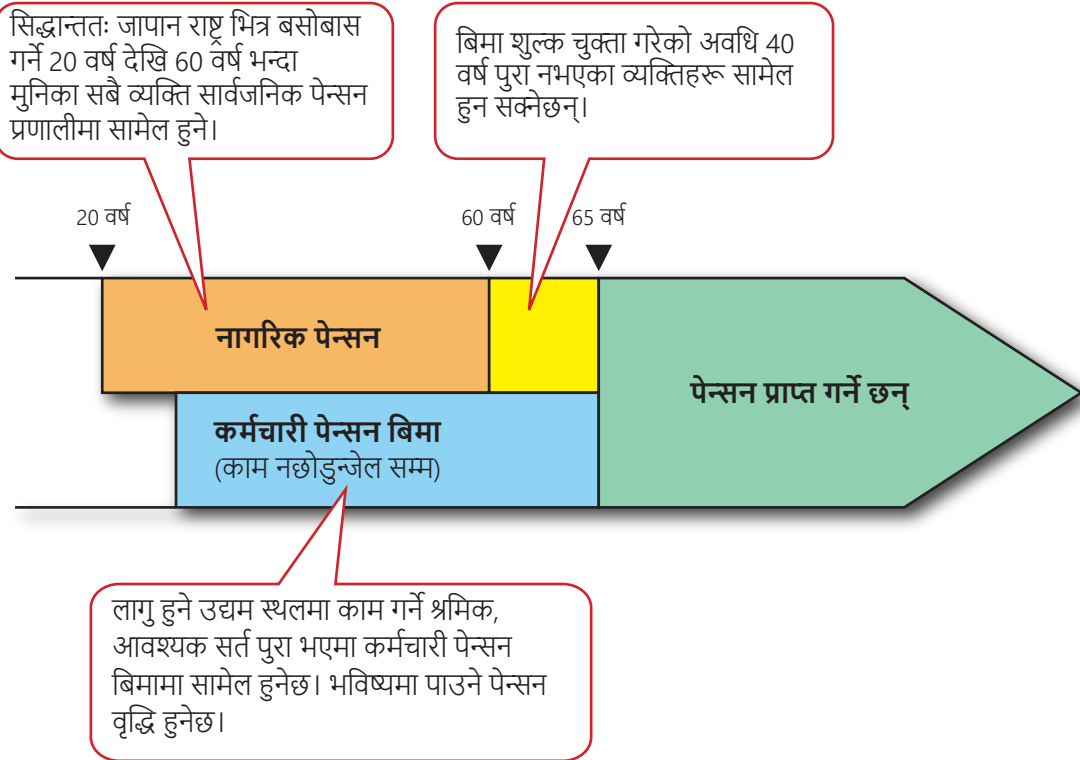 सिद्धान्ततः जापान राष्ट्र भित्र बसोबास
गर्ने 20 वर्ष देखि 60 वर्ष भन्दा
मुनिका सबै व्यक्ति सार्वजनिक पेन्सन
प्रणालीमा सामेल हुने।
बिमा शुल्क चुक्ता गरेको अवधि 40
वर्ष पुरा नभएका व्यक्तिहरू सामेल
हुन सक्नेछन्।
20 वर्ष
60 वर्ष
65 वर्ष
नागरिक पेन्सन
पेन्सन प्राप्त गर्ने छन्
कर्मचारी पेन्सन बिमा
(काम नछोडुन्जेल सम्म)
लागु हुने उद्यम स्थलमा काम गर्ने श्रमिक,
आवश्यक सर्त पुरा भएमा कर्मचारी पेन्सन
बिमामा सामेल हुनेछ। भविष्यमा पाउने पेन्सन
वृद्धि हुनेछ।